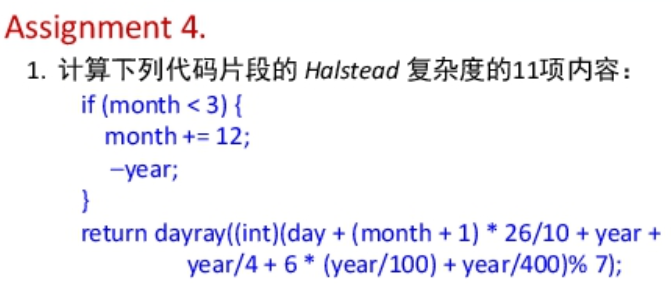 Assignment 4.
1. 计算下列代码片段的 Halstead 复杂度的11项内容：
if (month < 3) {
month += 12;
–year;
}
return dayray((int)(day + (month + 1) * 26/10 + year +
year/4 + 6 * (year/100) + year/400)% 7);